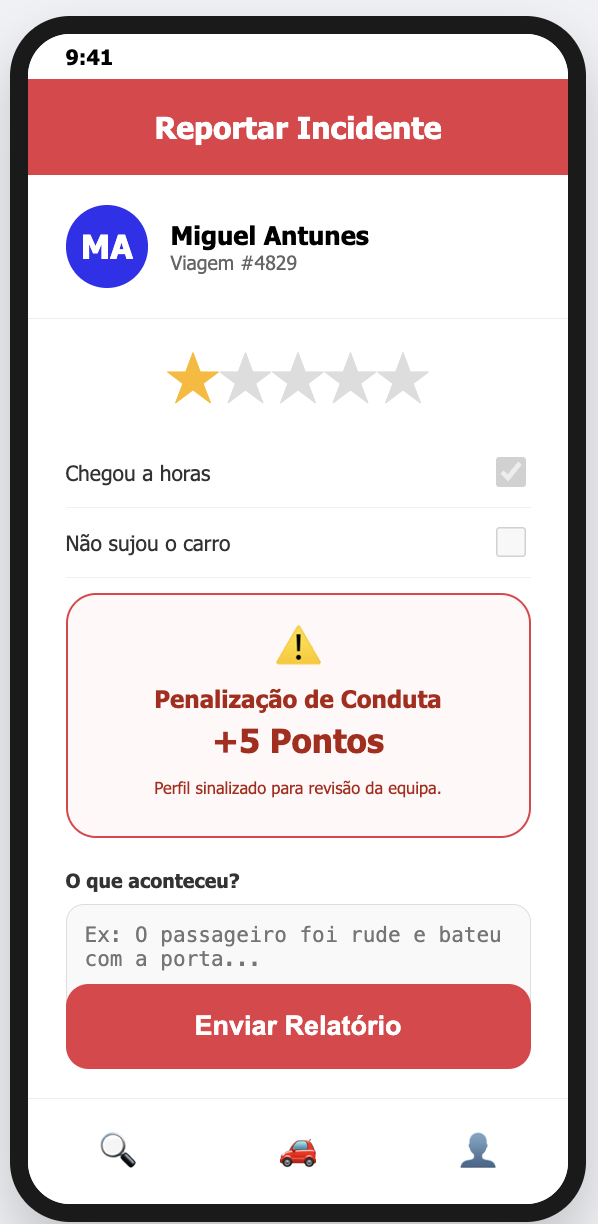 9:41
Reportar Incidente
MA
Miguel Antunes
Viagem #4829
Chegou a horas
Não sujou o carro
Penalização de Conduta
+5 Pontos
Perfil sinalizado para revisão da equipa.
O que aconteceu?
Ex: O passageiro foi rude e bateu
com a porta...
Enviar Relatório